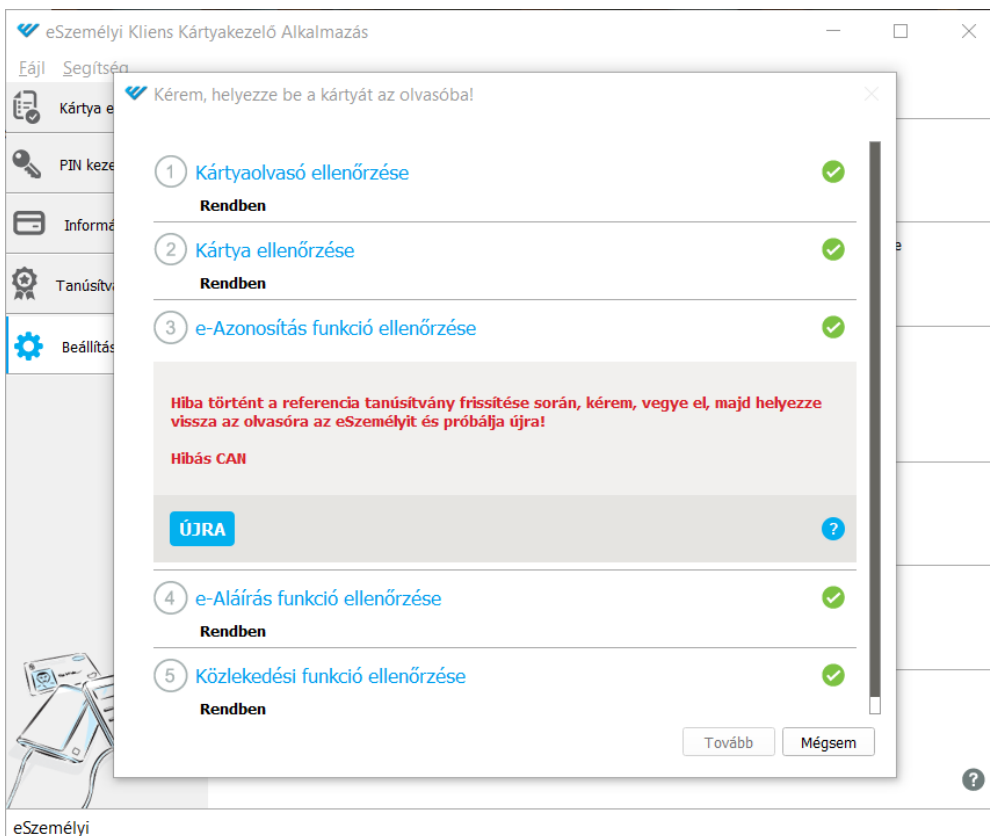 eSzemélyi Kliens Kártyakezelő Alkalmazás
Fájl Segítség
Kérem, helyezze be a kártyát az olvasóba!
Kártya e
PIN keze
Informá
Tanúsítvá
Beállítás
1 Kártyaolvasó ellenőrzése
Rendben
2 Kártya ellenőrzése
Rendben
3 e-Azonosítás funkció ellenőrzése
Hiba történt a referencia tanúsítvány frissítése során, kérem, vegye el, majd helyezze
vissza az olvasóra az eSzemélyit és próbálja újra!
Hibás CAN
ÚJRA
?
4 e-Aláírás funkció ellenőrzése
Rendben
5 Közlekedési funkció ellenőrzése
Rendben
Tovább Mégsem
?
eSzemélyi